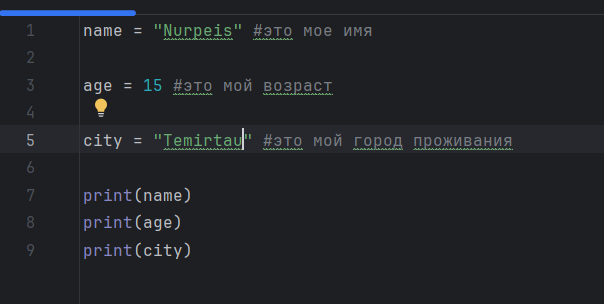 1 name = "Nurpeis" #это мое имя
2
3 age = 15 #это мой возраст
4
5 city = "Temirtau" #это мой город проживания
6
7 print(name)
8 print(age)
9 print(city)